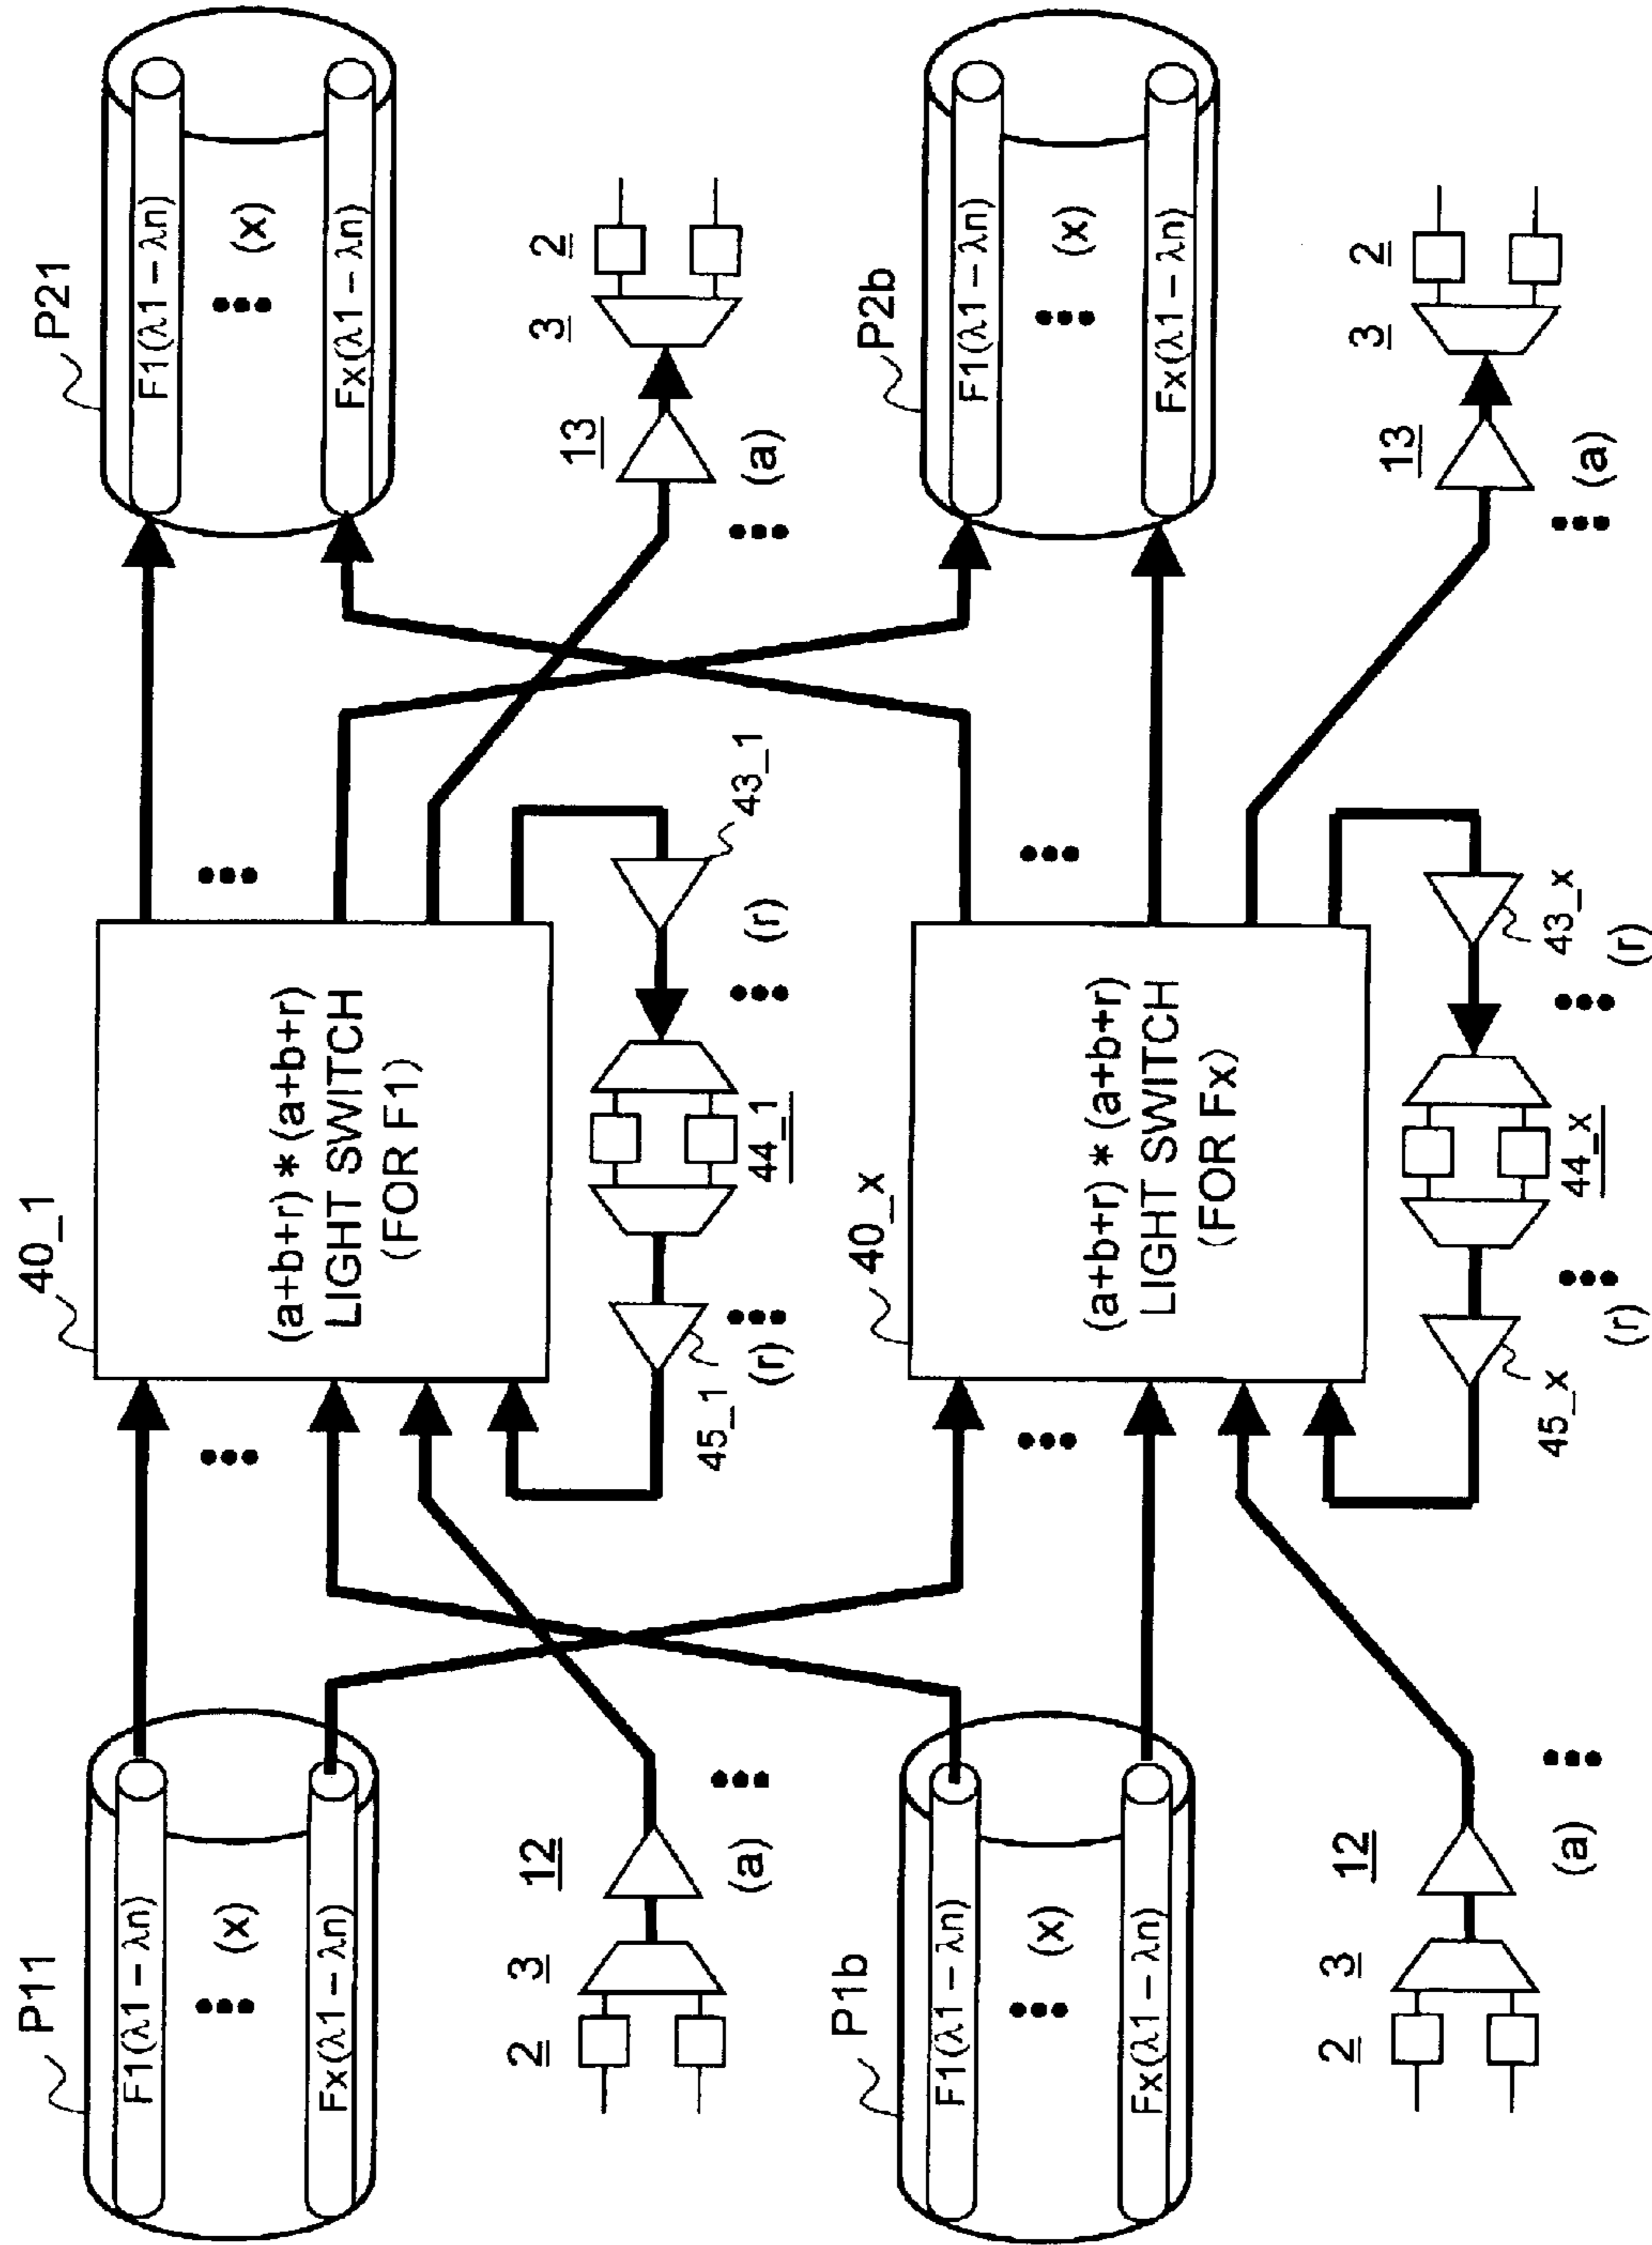 P11
F1(λ1－λn)
(x)
Fx(λ1－λn)
2
3
12
(a)
P1b
F1(λ1－λn)
(x)
Fx(λ1－λn)
2
3
12
(a)
40_1
(a+b+r)*(a+b+r)
LIGHT SWITCH
(FOR F1)
45_1
(r)
44_1
(r)
43_1
40_x
(a+b+r)*(a+b+r)
LIGHT SWITCH
(FOR Fx)
45_x
(r)
44_x
43_x
(r)
P21
F1(λ1－λn)
(x)
Fx(λ1－λn)
13
3
2
(a)
P2b
F1(λ1－λn)
(x)
Fx(λ1－λn)
13
3
2
(a)